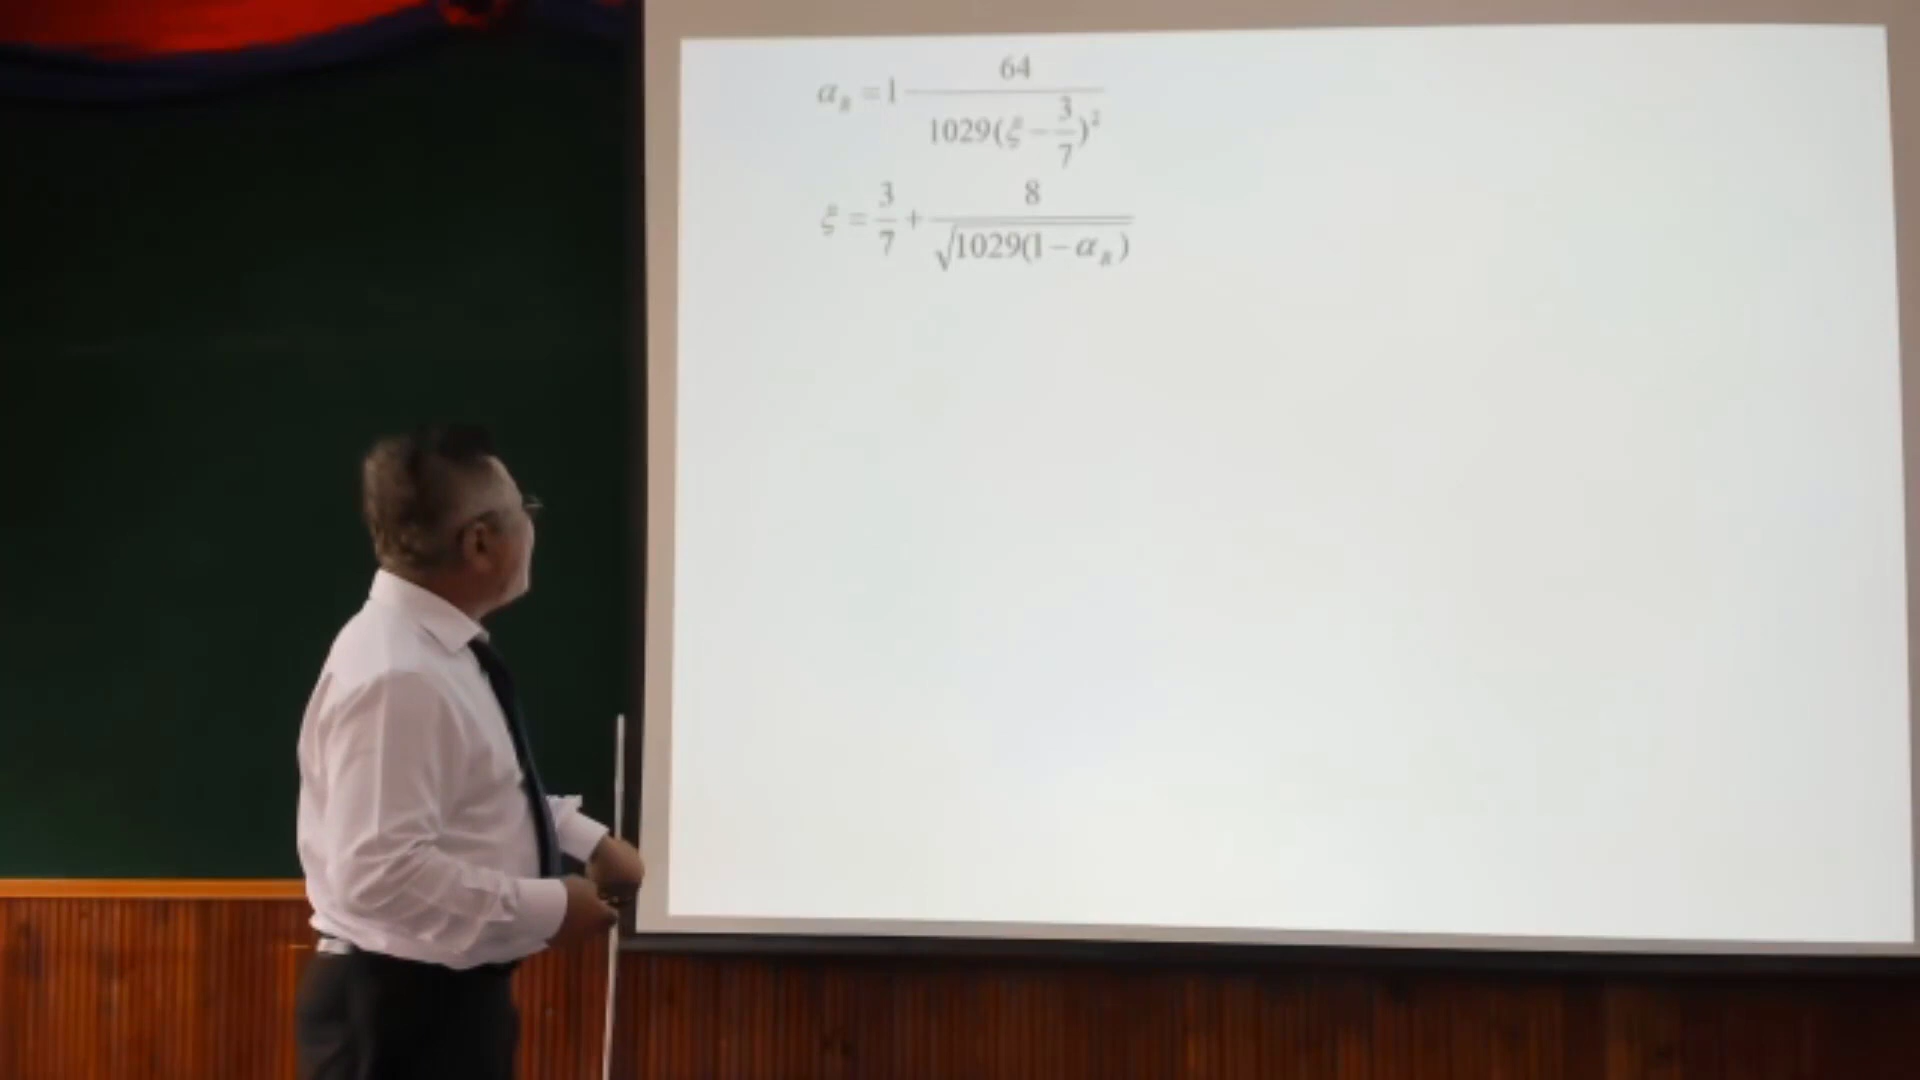 α_B = 1 64/(1029(ξ − 3/7)²)
ξ = 3/7 + 8/√(1029(1 − α_B))